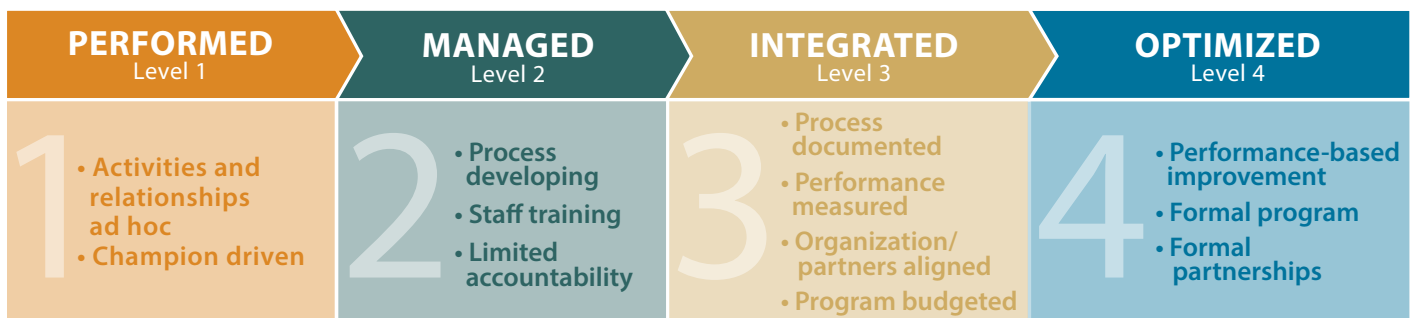 PERFORMED
Level 1
1
• Activities and
relationships
ad hoc
• Champion driven
MANAGED
Level 2
2
• Process
developing
• Staff training
• Limited
accountability
INTEGRATED
Level 3
3
• Process
documented
• Performance
measured
• Organization/
partners aligned
• Program budgeted
OPTIMIZED
Level 4
4
• Performance-based
improvement
• Formal program
• Formal
partnerships